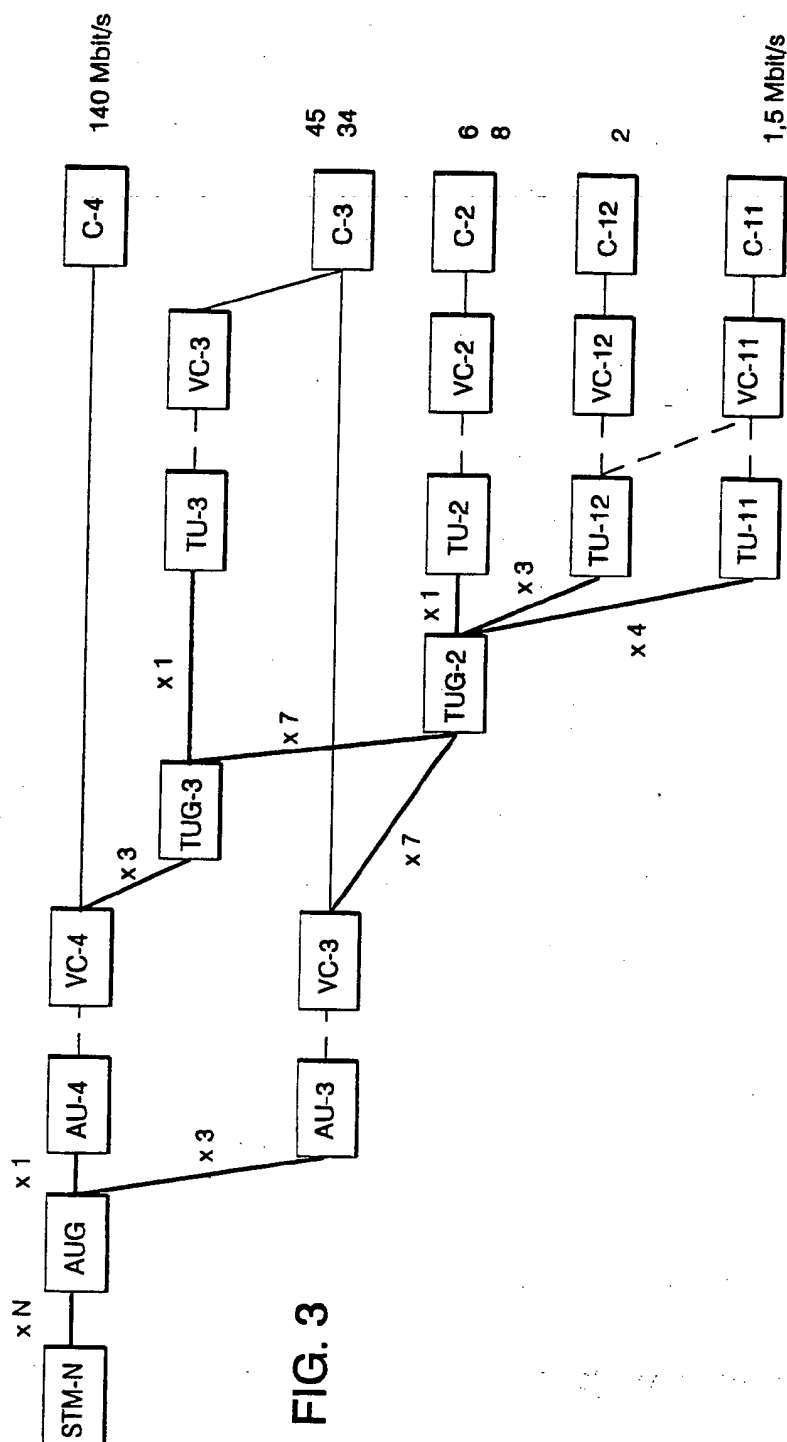 x N
x 1
STM-N
AUG
AU-4
VC-4
C-4
140 Mbit/s
x 3
TUG-3
x 1
TU-3
VC-3
x 3
x 7
AU-3
VC-3
C-3
45
34
x 7
TUG-2
x 1
TU-2
VC-2
C-2
6
8
x 3
TU-12
VC-12
C-12
2
x 4
TU-11
VC-11
C-11
1,5 Mbit/s
FIG. 3